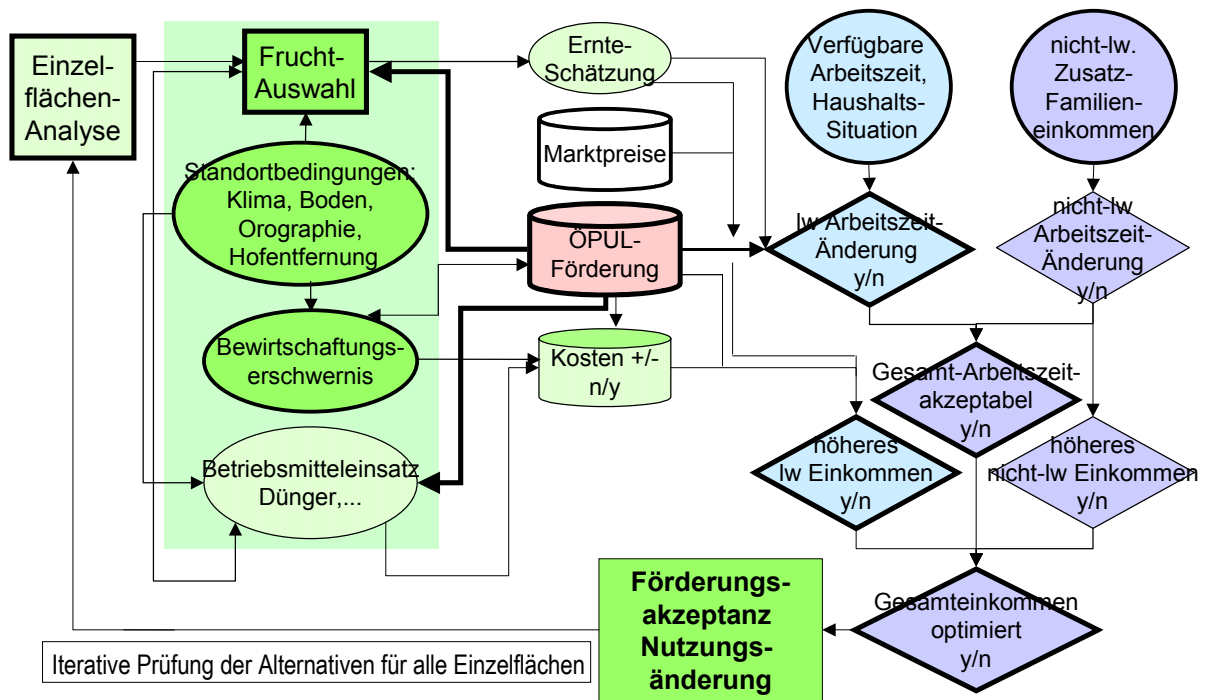 Einzel-
flächen-
Analyse
Frucht-
Auswahl
Ernte-
Schätzung
Marktpreise
Verfügbare
Arbeitszeit,
Haushalts-
Situation
nicht-lw.
Zusatz-
Familien-
einkommen
Standortbedingungen;
Klima, Boden,
Orographie,
Hofentfernung
ÖPUL-
Förderung
lw Arbeitszeit-
Änderung
y/n
nicht-lw
Arbeitszeit-
Änderung
y/n
Bewirtschaftungs-
erschwernis
Kosten +/-
n/y
Gesamt-Arbeitszeit-
akzeptabel
y/n
Betriebsmitteleinsatz
Dünger,...
höheres
lw Einkommen
y/n
höheres
nicht-lw Einkommen
y/n
Förderungs-
akzeptanz
Nutzungs-
änderung
Gesamteinkommen
optimiert
y/n
Iterative Prüfung der Alternativen für alle Einzelflächen